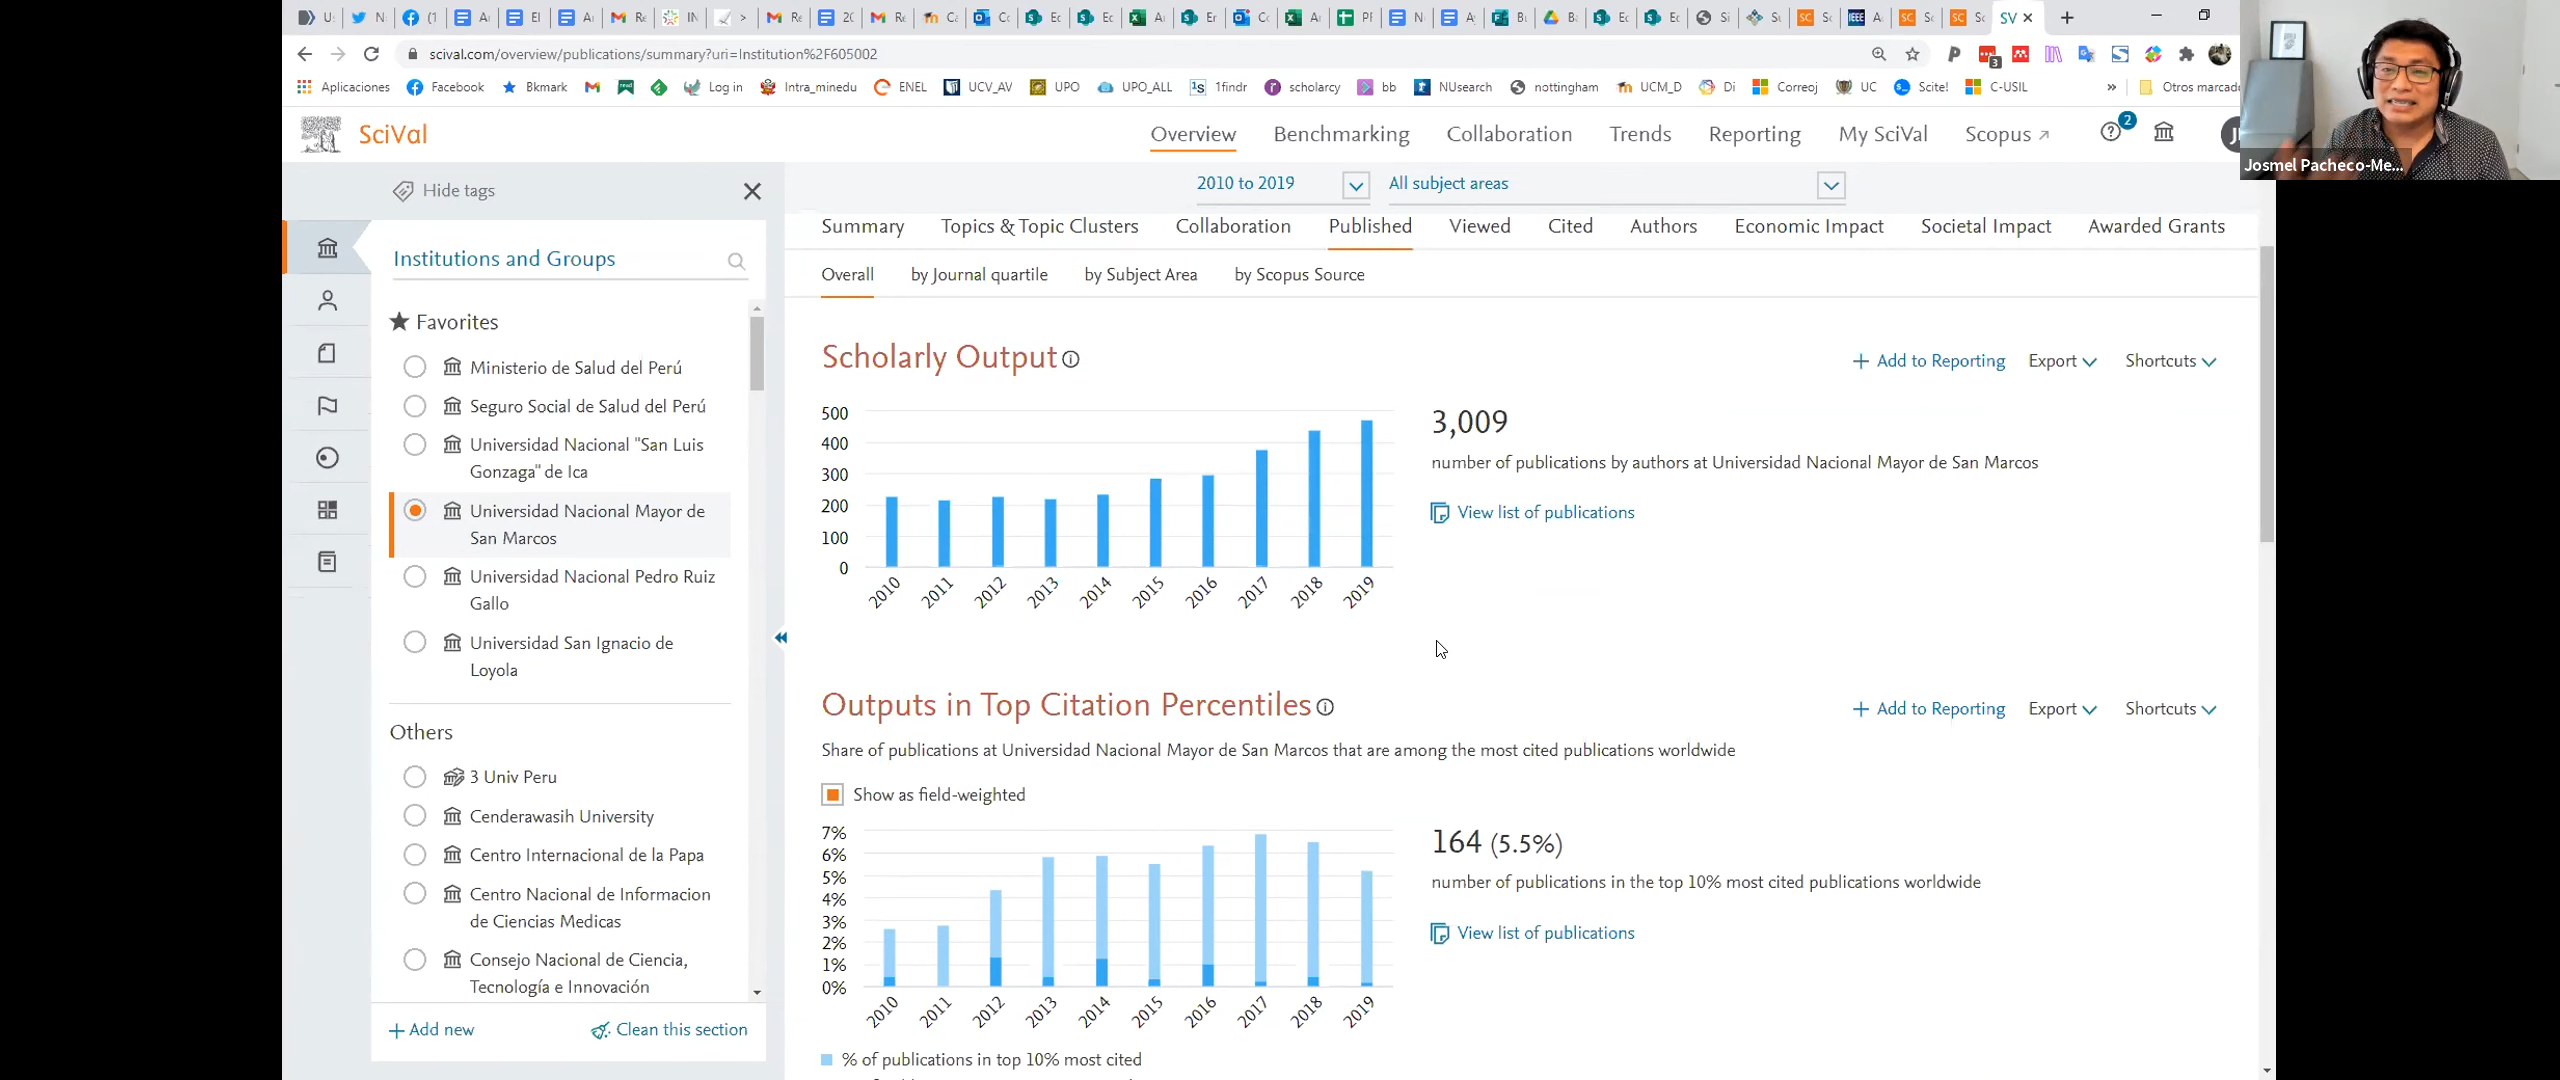 scival.com/overview/publications/summary?uri=Institution%2F605002
Aplicaciones
Facebook
Bkmark
Log in
Intra_minedu
ENEL
UCV_AV
UPO
UPO_ALL
1findr
scholarcy
bb
NUsearch
nottingham
UCM_D
Di
Correoj
UC
Scite!
C-USIL
»
Otros marcado
SciVal
Overview
Benchmarking
Collaboration
Trends
Reporting
My SciVal
Scopus
2
Josmel Pacheco-Me...
Hide tags
2010 to 2019
All subject areas
Summary
Topics & Topic Clusters
Collaboration
Published
Viewed
Cited
Authors
Economic Impact
Societal Impact
Awarded Grants
Overall
by Journal quartile
by Subject Area
by Scopus Source
Institutions and Groups
Favorites
Ministerio de Salud del Perú
Seguro Social de Salud del Perú
Universidad Nacional "San Luis
Gonzaga" de Ica
Universidad Nacional Mayor de
San Marcos
Universidad Nacional Pedro Ruiz
Gallo
Universidad San Ignacio de
Loyola
Others
3 Univ Peru
Cenderawasih University
Centro Internacional de la Papa
Centro Nacional de Informacion
de Ciencias Medicas
Consejo Nacional de Ciencia,
Tecnología e Innovación
+ Add new
Clean this section
Scholarly Output
+ Add to Reporting
Export
Shortcuts
500
400
300
200
100
0
2010
2011
2012
2013
2014
2015
2016
2017
2018
2019
3,009
number of publications by authors at Universidad Nacional Mayor de San Marcos
View list of publications
Outputs in Top Citation Percentiles
+ Add to Reporting
Export
Shortcuts
Share of publications at Universidad Nacional Mayor de San Marcos that are among the most cited publications worldwide
Show as field-weighted
7%
6%
5%
4%
3%
2%
1%
0%
2010
2011
2012
2013
2014
2015
2016
2017
2018
2019
164 (5.5%)
number of publications in the top 10% most cited publications worldwide
View list of publications
% of publications in top 10% most cited